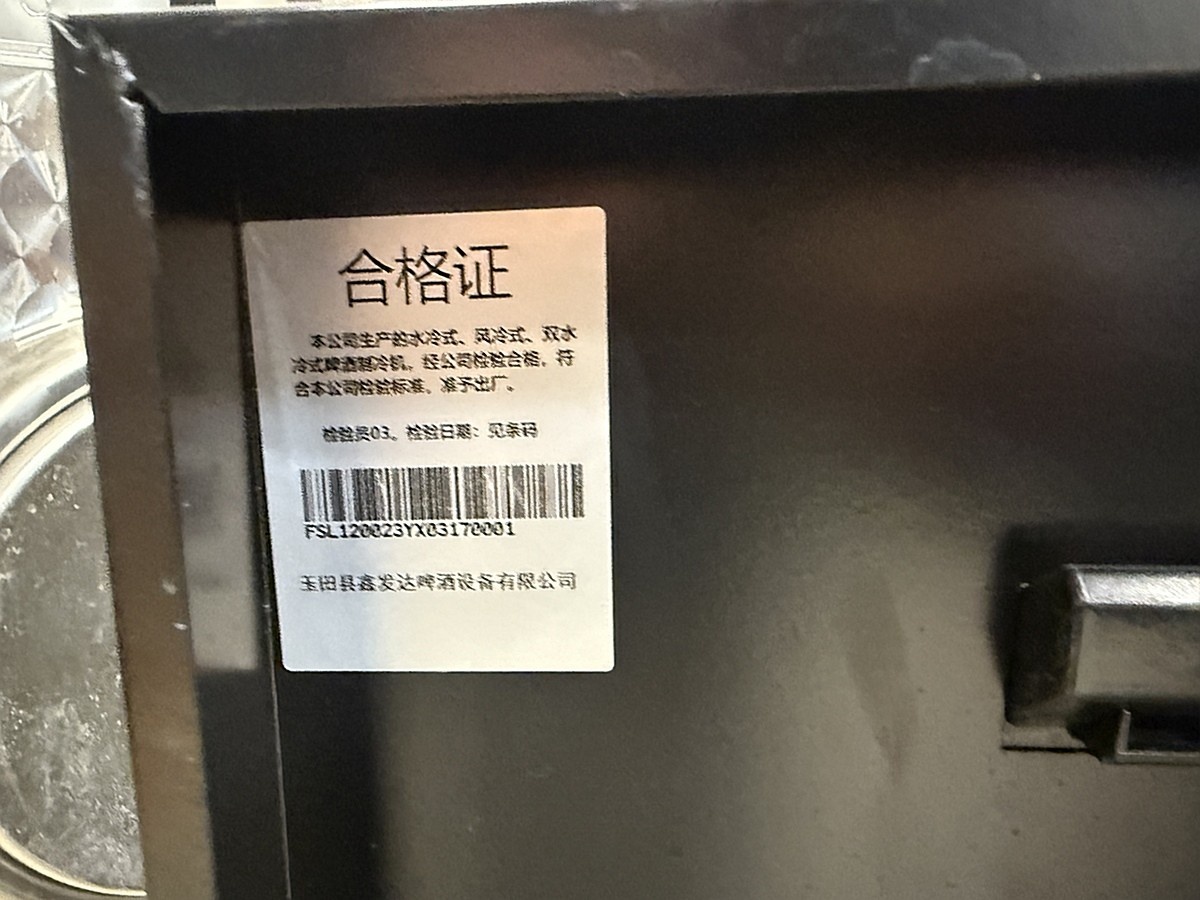 合格证
本公司生产的水冷式、风冷式、双水
冷式啤酒制冷机，经公司检验合格，符
合本公司检验标准，准予出厂。
检验员03。检验日期：见条码
FSL120023YX03170001
玉田县鑫发达啤酒设备有限公司